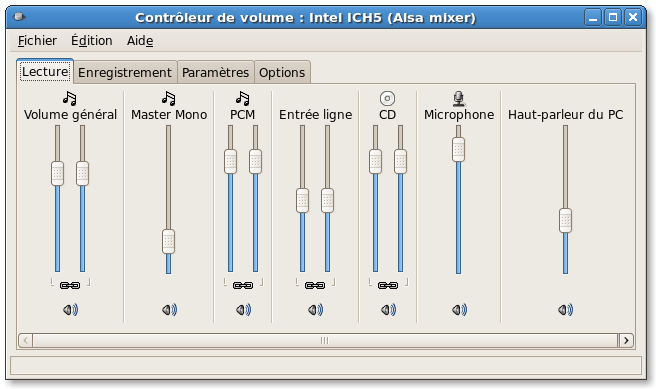 Contrôleur de volume : Intel ICH5 (Alsa mixer)
Fichier Édition Aide
Lecture Enregistrement Paramètres Options
Volume général Master Mono PCM Entrée ligne CD Microphone Haut-parleur du PC